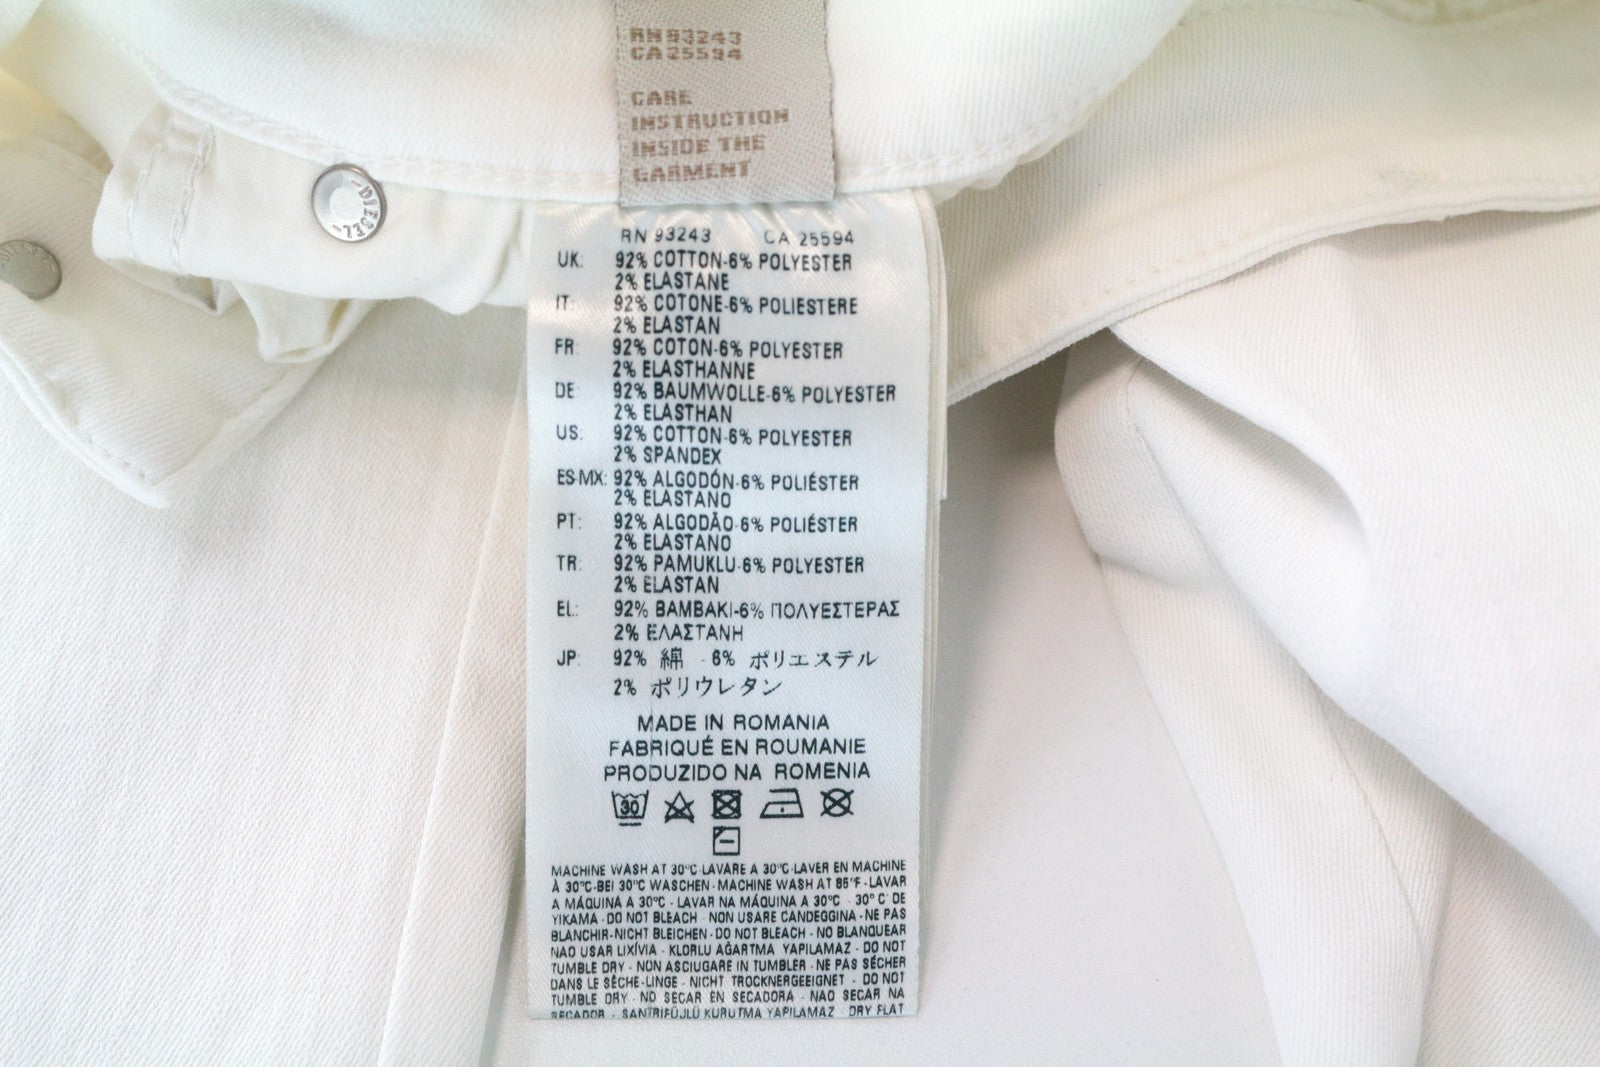 RN 93243
CA 25594
CARE
INSTRUCTION
INSIDE THE
GARMENT
-DIESEL-
RN 93243 CA 25594
UK: 92% COTTON-6% POLYESTER
2% ELASTANE
IT: 92% COTONE-6% POLIESTERE
2% ELASTAN
FR: 92% COTON-6% POLYESTER
2% ELASTHANNE
DE: 92% BAUMWOLLE-6% POLYESTER
2% ELASTHAN
US: 92% COTTON-6% POLYESTER
2% SPANDEX
ES-MX: 92% ALGODÓN-6% POLIÉSTER
2% ELASTANO
PT: 92% ALGODÃO-6% POLIÉSTER
2% ELASTANO
TR: 92% PAMUKLU-6% POLYESTER
2% ELASTAN
EL: 92% BAMBAKI-6% ΠΟΛΥΕΣΤΕΡΑΣ
2% ΕΛΑΣΤΑΝΗ
JP: 92% 綿 - 6% ポリエステル
2% ポリウレタン
MADE IN ROMANIA
FABRIQUÉ EN ROUMANIE
PRODUZIDO NA ROMENIA
30
MACHINE WASH AT 30°C-LAVARE A 30°C-LAVER EN MACHINE
À 30°C-BEI 30°C WASCHEN-MACHINE WASH AT 85°F-LAVAR
A MÁQUINA A 30°C - LAVAR NA MÁQUINA A 30°C - 30°C DE
YIKAMA - DO NOT BLEACH - NON USARE CANDEGGINA - NE PAS
BLANCHIR-NICHT BLEICHEN-DO NOT BLEACH - NO BLANQUEAR
NAO USAR LIXÍVIA - KLORLU AĞARTMA YAPILAMAZ - DO NOT
TUMBLE DRY - NON ASCIUGARE IN TUMBLER - NE PAS SÉCHER
DANS LE SÈCHE-LINGE - NICHT TROCKNERGEEIGNET - DO NOT
TUMBLE DRY - NO SECAR EN SECADORA - NAO SECAR NA
SECADOR - SANTRIFÜJLÜ KURUTMA YAPILAMAZ - DRY FLAT